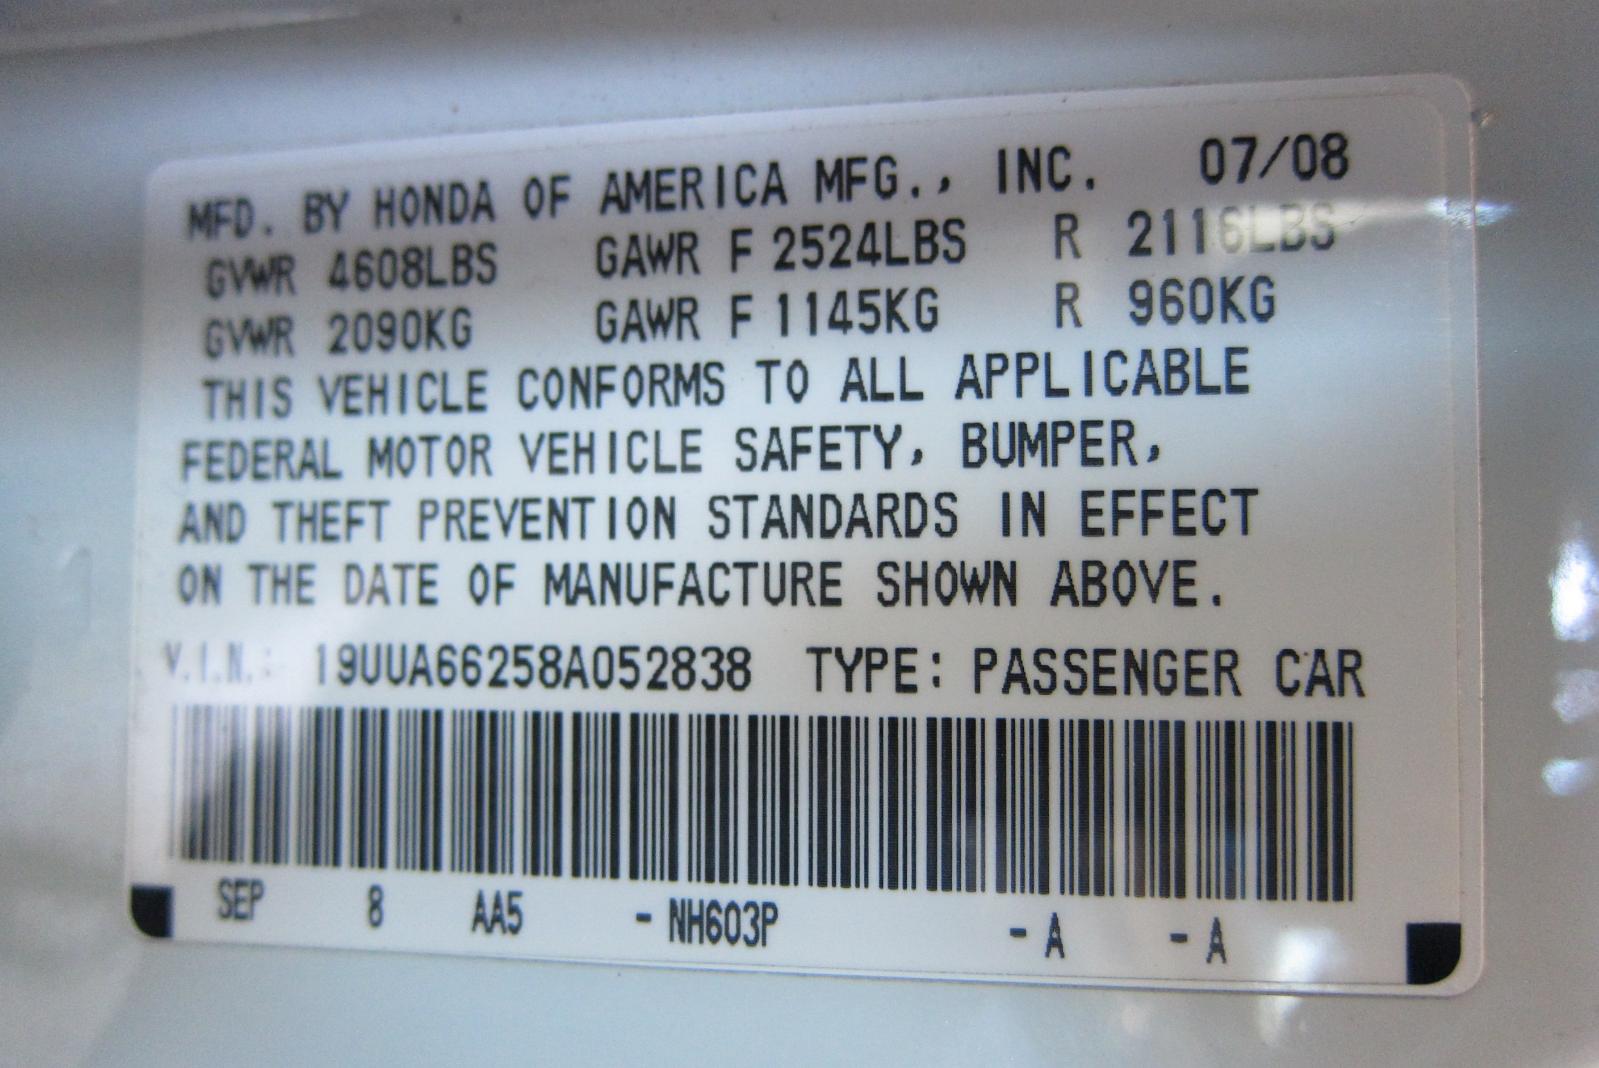 MFD. BY HONDA OF AMERICA MFG., INC. 07/08
GVWR 4608LBS GAWR F 2524LBS R 2116LBS
GVWR 2090KG GAWR F 1145KG R 960KG
THIS VEHICLE CONFORMS TO ALL APPLICABLE
FEDERAL MOTOR VEHICLE SAFETY, BUMPER,
AND THEFT PREVENTION STANDARDS IN EFFECT
ON THE DATE OF MANUFACTURE SHOWN ABOVE.
V.I.N.: 19UUA66258A052838 TYPE: PASSENGER CAR
SEP 8 AA5 - NH603P - A - A